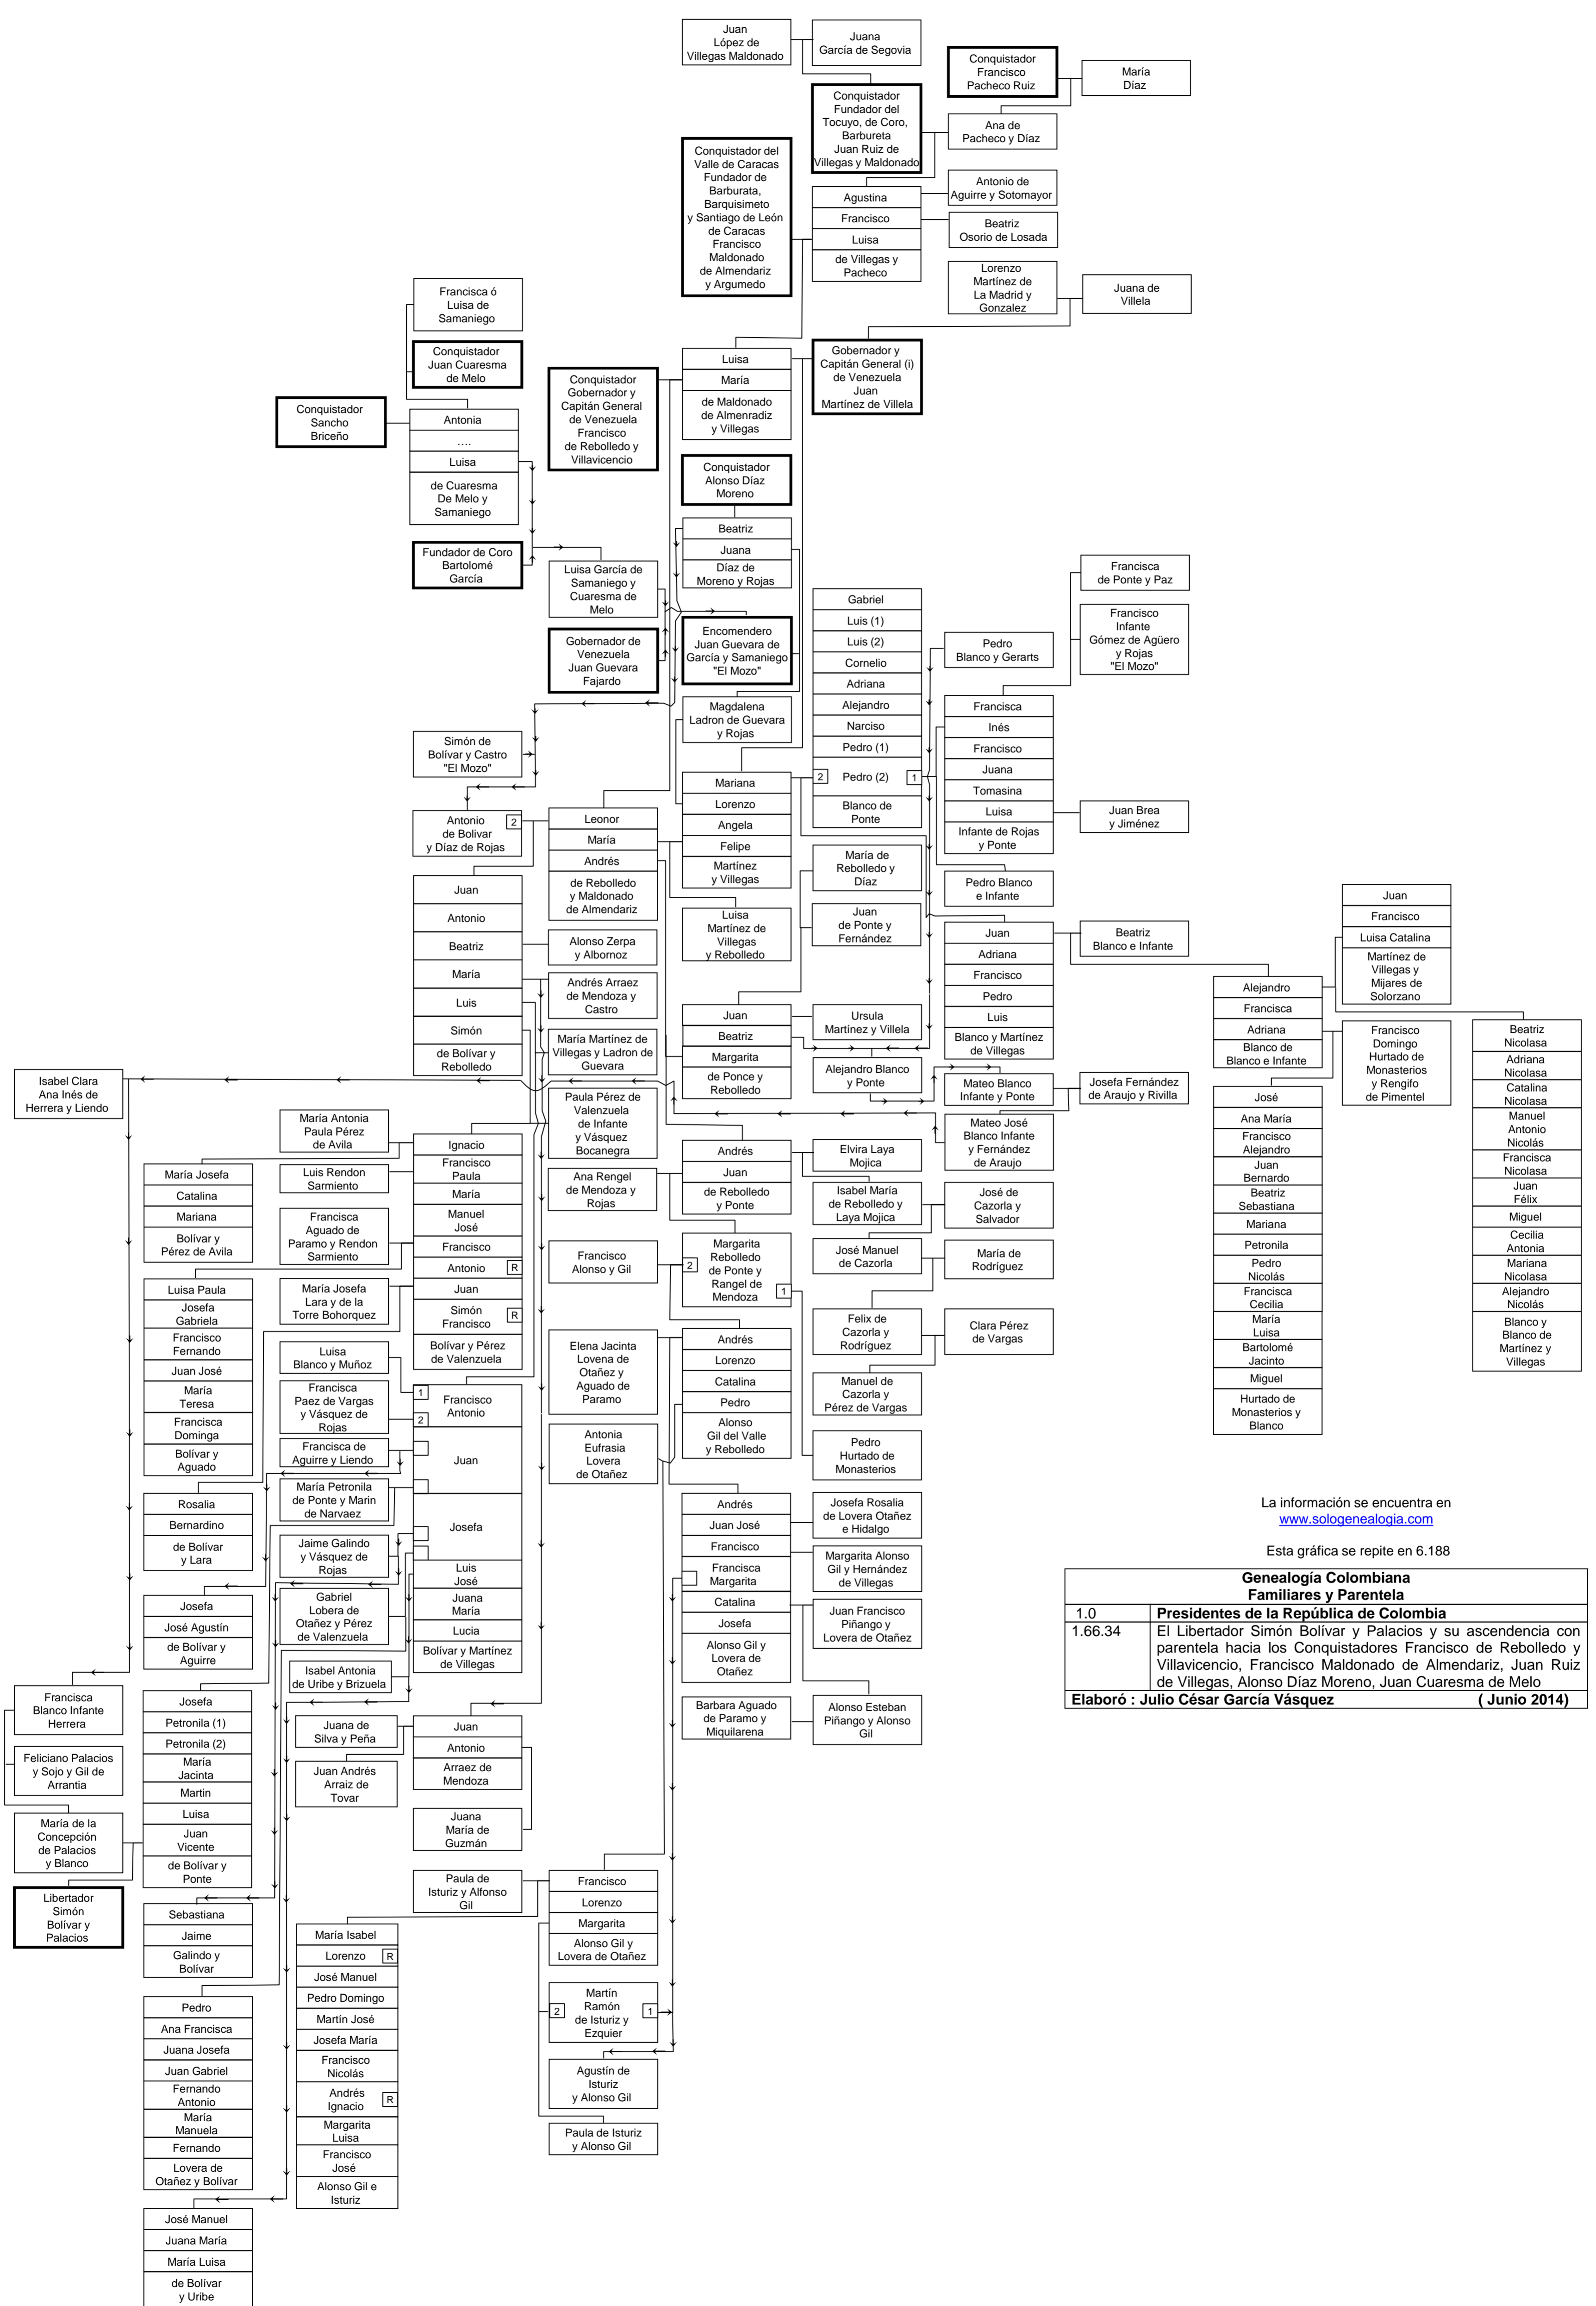 Juan
López de
Villegas Maldonado
Juana
García de Segovia
Conquistador
Francisco
Pacheco Ruiz
María
Díaz
Conquistador
Fundador del
Tocuyo, de Coro,
Barbureta
Juan Ruiz de
Villegas y Maldonado
Ana de
Pacheco y Díaz
Conquistador del
Valle de Caracas
Fundador de
Barburata,
Barquisimeto
y Santiago de León
de Caracas
Francisco
Maldonado
de Almendariz
y Argumedo
Agustina
Francisco
Luisa
de Villegas y
Pacheco
Antonio de
Aguirre y Sotomayor
Beatriz
Osorio de Losada
Lorenzo
Martínez de
La Madrid y
Gonzalez
Juana de
Villela
Francisca ó
Luisa de
Samaniego
Conquistador
Juan Cuaresma
de Melo
Conquistador
Sancho
Briceño
Antonia
....
Luisa
de Cuaresma
De Melo y
Samaniego
Fundador de Coro
Bartolomé
García
Conquistador
Gobernador y
Capitán General
de Venezuela
Francisco
de Rebolledo y
Villavicencio
Luisa
María
de Maldonado
de Almenradiz
y Villegas
Gobernador y
Capitán General (i)
de Venezuela
Juan
Martínez de Villela
Conquistador
Alonso Díaz
Moreno
Beatriz
Juana
Díaz de
Moreno y Rojas
Luisa García de
Samaniego y
Cuaresma de
Melo
Gobernador de
Venezuela
Juan Guevara
Fajardo
Encomendero
Juan Guevara de
García y Samaniego
"El Mozo"
Magdalena
Ladron de Guevara
y Rojas
Gabriel
Luis (1)
Luis (2)
Cornelio
Adriana
Alejandro
Narciso
Pedro (1)
2
Pedro (2)
1
Blanco de
Ponte
Pedro
Blanco y Gerarts
Francisca
de Ponte y Paz
Francisco
Infante
Gómez de Agüero
y Rojas
"El Mozo"
Francisca
Inés
Francisco
Juana
Tomasina
Luisa
Infante de Rojas
y Ponte
Juan Brea
y Jiménez
Pedro Blanco
e Infante
Simón de
Bolívar y Castro
"El Mozo"
Antonio
de Bolivar
y Díaz de Rojas
2
Leonor
María
Andrés
de Rebolledo
y Maldonado
de Almendariz
Mariana
Lorenzo
Angela
Felipe
Martínez
y Villegas
Luisa
Martínez de
Villegas
y Rebolledo
María de
Rebolledo y
Díaz
Juan
de Ponte y
Fernández
Juan
Antonio
Beatriz
María
Luis
Simón
de Bolívar y
Rebolledo
Alonso Zerpa
y Albornoz
Andrés Arraez
de Mendoza y
Castro
María Martínez de
Villegas y Ladron de
Guevara
Paula Pérez de
Valenzuela
de Infante
y Vásquez
Bocanegra
Juan
Beatriz
Margarita
de Ponce y
Rebolledo
Ursula
Martínez y Villela
Alejandro Blanco
y Ponte
Juan
Adriana
Francisco
Pedro
Luis
Blanco y Martínez
de Villegas
Beatriz
Blanco e Infante
Mateo Blanco
Infante y Ponte
Josefa Fernández
de Araujo y Rivilla
Mateo José
Blanco Infante
y Fernández
de Araujo
Juan
Francisco
Luisa Catalina
Martínez de
Villegas y
Mijares de
Solorzano
Alejandro
Francisca
Adriana
Blanco de
Blanco e Infante
Francisco
Domingo
Hurtado de
Monasterios
y Rengifo
de Pimentel
José
Ana María
Francisco
Alejandro
Juan
Bernardo
Beatriz
Sebastiana
Mariana
Petronila
Pedro
Nicolás
Francisca
Cecilia
María
Luisa
Bartolomé
Jacinto
Miguel
Hurtado de
Monasterios y
Blanco
Beatriz
Nicolasa
Adriana
Nicolasa
Catalina
Nicolasa
Manuel
Antonio
Nicolás
Francisca
Nicolasa
Juan
Félix
Miguel
Cecilia
Antonia
Mariana
Nicolasa
Alejandro
Nicolás
Blanco y
Blanco de
Martínez y
Villegas
Isabel Clara
Ana Inés de
Herrera y Liendo
María Antonia
Paula Pérez
de Avila
Luis Rendon
Sarmiento
Francisca
Aguado de
Paramo y Rendon
Sarmiento
María Josefa
Lara y de la
Torre Bohorquez
Ignacio
Francisco
Paula
María
Manuel
José
Francisco
Antonio
R
Juan
Simón
Francisco
R
Bolívar y Pérez
de Valenzuela
María Josefa
Catalina
Mariana
Bolívar y
Pérez de Avila
Luisa Paula
Josefa
Gabriela
Francisco
Fernando
Juan José
María
Teresa
Francisca
Dominga
Bolívar y
Aguado
Rosalia
Bernardino
de Bolívar
y Lara
Josefa
José Agustín
de Bolívar y
Aguirre
Luisa
Blanco y Muñoz
Francisca
Paez de Vargas
y Vásquez de
Rojas
Francisca de
Aguirre y Liendo
María Petronila
de Ponte y Marin
de Narvaez
Jaime Galindo
y Vásquez de
Rojas
Gabriel
Lobera de
Otañez y Pérez
de Valenzuela
Isabel Antonia
de Uribe y Brizuela
1
Francisco
Antonio
2
Juan
Josefa
Luis
José
Juana
María
Lucia
Bolívar y Martínez
de Villegas
Ana Rengel
de Mendoza y
Rojas
Andrés
Juan
de Rebolledo
y Ponte
Elvira Laya
Mojica
Isabel María
de Rebolledo y
Laya Mojica
José de
Cazorla y
Salvador
José Manuel
de Cazorla
María de
Rodríguez
Felix de
Cazorla y
Rodríguez
Clara Pérez
de Vargas
Manuel de
Cazorla y
Pérez de Vargas
Pedro
Hurtado de
Monasterios
Francisco
Alonso y Gil
2
Margarita
Rebolledo
de Ponte y
Rangel de
Mendoza
1
Elena Jacinta
Lovena de
Otañez y
Aguado de
Paramo
Antonia
Eufrasia
Lovera
de Otañez
Andrés
Lorenzo
Catalina
Pedro
Alonso
Gil del Valle
y Rebolledo
Andrés
Juan José
Francisco
Francisca
Margarita
Catalina
Josefa
Alonso Gil y
Lovera de
Otañez
Josefa Rosalia
de Lovera Otañez
e Hidalgo
Margarita Alonso
Gil y Hernández
de Villegas
Juan Francisco
Piñango y
Lovera de Otañez
Barbara Aguado
de Paramo y
Miquilarena
Alonso Esteban
Piñango y Alonso
Gil
Francisca
Blanco Infante
Herrera
Feliciano Palacios
y Sojo y Gil de
Arrantia
María de la
Concepción
de Palacios
y Blanco
Libertador
Simón
Bolívar y
Palacios
Josefa
Petronila (1)
Petronila (2)
María
Jacinta
Martin
Luisa
Juan
Vicente
de Bolívar y
Ponte
Sebastiana
Jaime
Galindo y
Bolívar
Pedro
Ana Francisca
Juana Josefa
Juan Gabriel
Fernando
Antonio
María
Manuela
Fernando
Lovera de
Otañez y Bolívar
José Manuel
Juana María
María Luisa
de Bolívar
y Uribe
Juana de
Silva y Peña
Juan Andrés
Arraiz de
Tovar
Juan
Antonio
Arraez de
Mendoza
Juana
María de
Guzmán
Paula de
Isturiz y Alfonso
Gil
Francisco
Lorenzo
Margarita
Alonso Gil y
Lovera de Otañez
María Isabel
Lorenzo
R
José Manuel
Pedro Domingo
Martín José
Josefa María
Francisco
Nicolás
Andrés
Ignacio
R
Margarita
Luisa
Francisco
José
Alonso Gil e
Isturiz
2
Martín
Ramón
de Isturiz y
Ezquier
1
Agustín de
Isturiz
y Alonso Gil
Paula de Isturiz
y Alonso Gil
La información se encuentra en
www.sologenealogia.com
Esta gráfica se repite en 6.188
Genealogía Colombiana
Familiares y Parentela
1.0 Presidentes de la República de Colombia
1.66.34 El Libertador Simón Bolívar y Palacios y su ascendencia con
parentela hacia los Conquistadores Francisco de Rebolledo y
Villavicencio, Francisco Maldonado de Almendariz, Juan Ruiz
de Villegas, Alonso Díaz Moreno, Juan Cuaresma de Melo
Elaboró : Julio César García Vásquez ( Junio 2014)